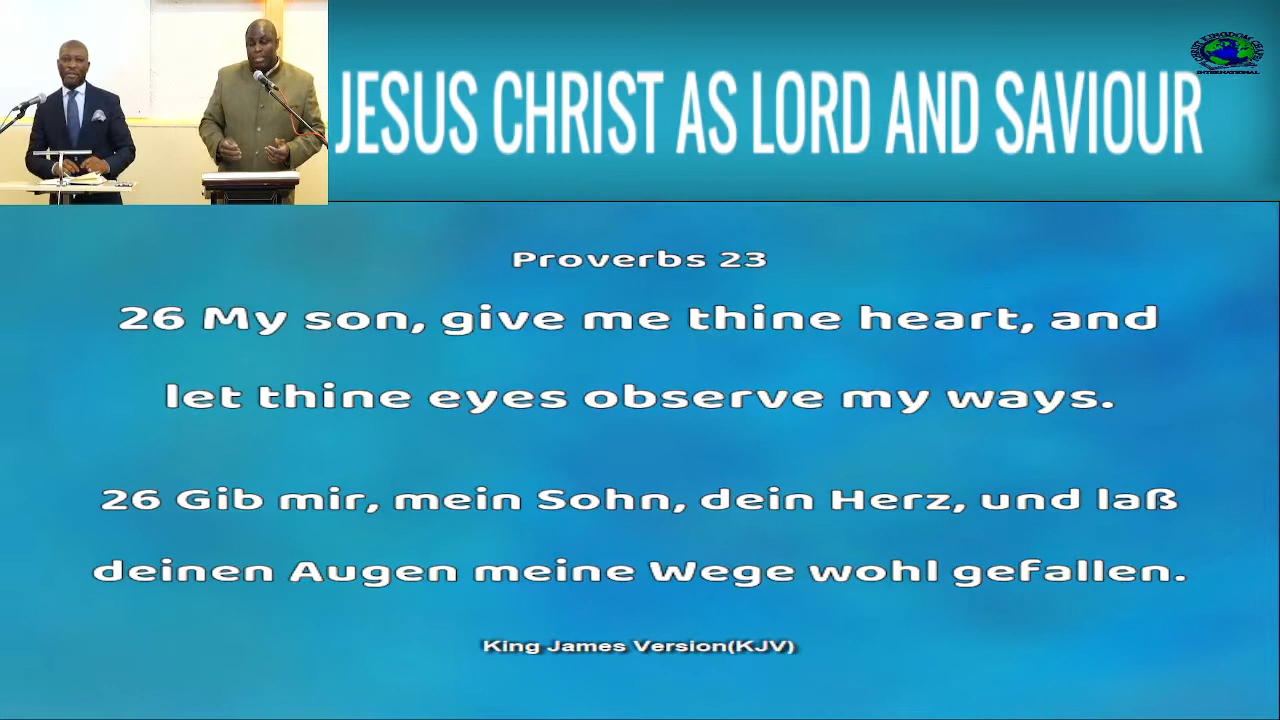 JESUS CHRIST AS LORD AND SAVIOUR
INTERNATIONAL
Proverbs 23
26 My son, give me thine heart, and
let thine eyes observe my ways.
26 Gib mir, mein Sohn, dein Herz, und laß
deinen Augen meine Wege wohl gefallen.
King James Version(KJV)